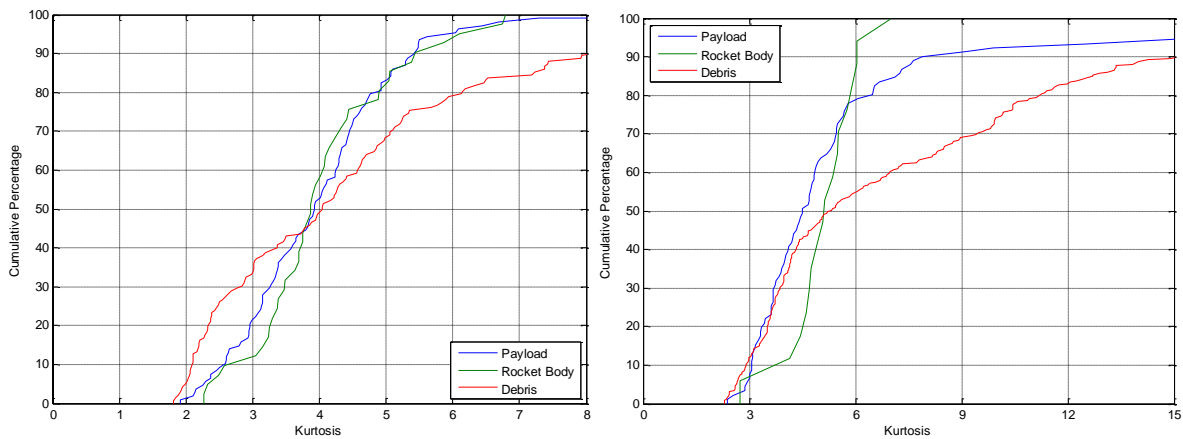 100
90
80
70
60
50
40
30
20
10
0
Cumulative Percentage
0 1 2 3 4 5 6 7 8
Kurtosis
Payload
Rocket Body
Debris
100
90
80
70
60
50
40
30
20
10
0
Cumulative Percentage
0 3 6 9 12 15
Kurtosis
Payload
Rocket Body
Debris